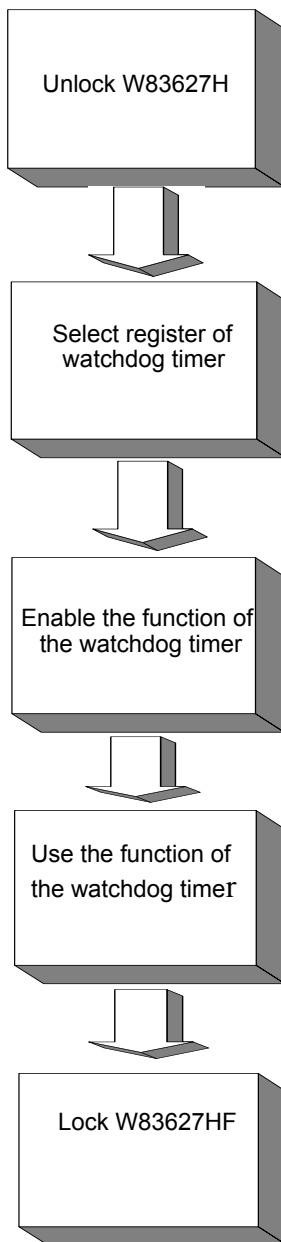 Unlock W83627H
Select register of
watchdog timer
Enable the function of
the watchdog timer
Use the function of
the watchdog timer
Lock W83627HF